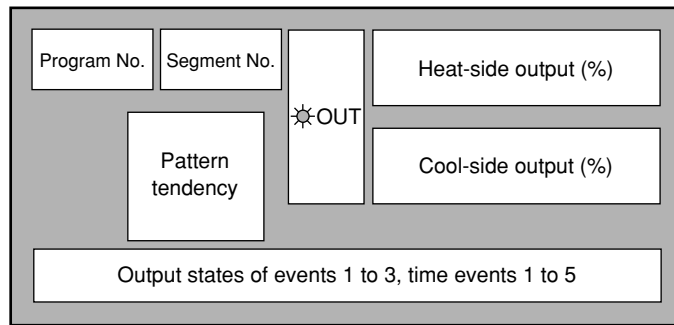 Program No.
Segment No.
OUT
Heat-side output (%)
Cool-side output (%)
Pattern
tendency
Output states of events 1 to 3, time events 1 to 5